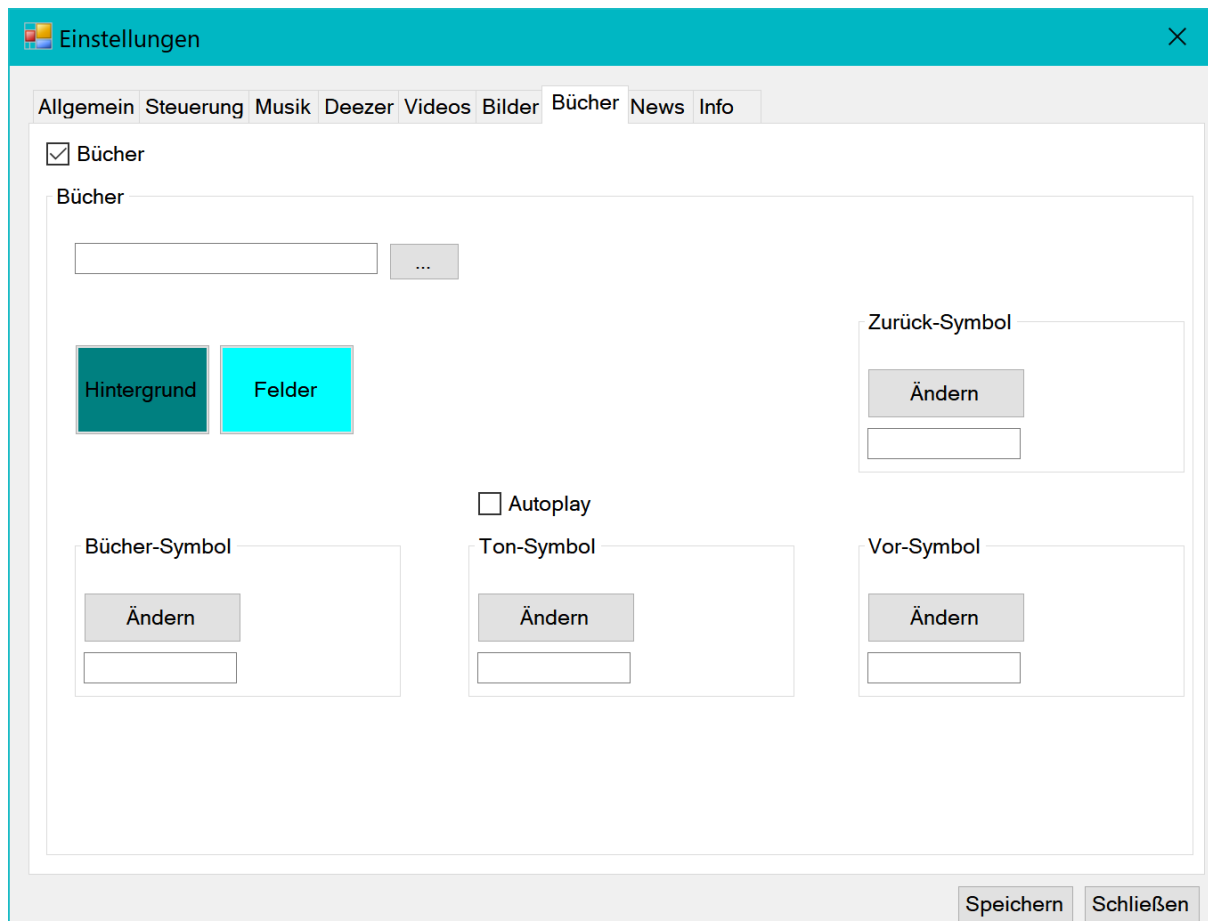 Einstellungen
Allgemein Steuerung Musik Deezer Videos Bilder Bücher News Info
Bücher
Bücher
...
Zurück-Symbol
Hintergrund Felder
Ändern
Autoplay
Bücher-Symbol Ton-Symbol Vor-Symbol
Ändern Ändern Ändern
Speichern Schließen